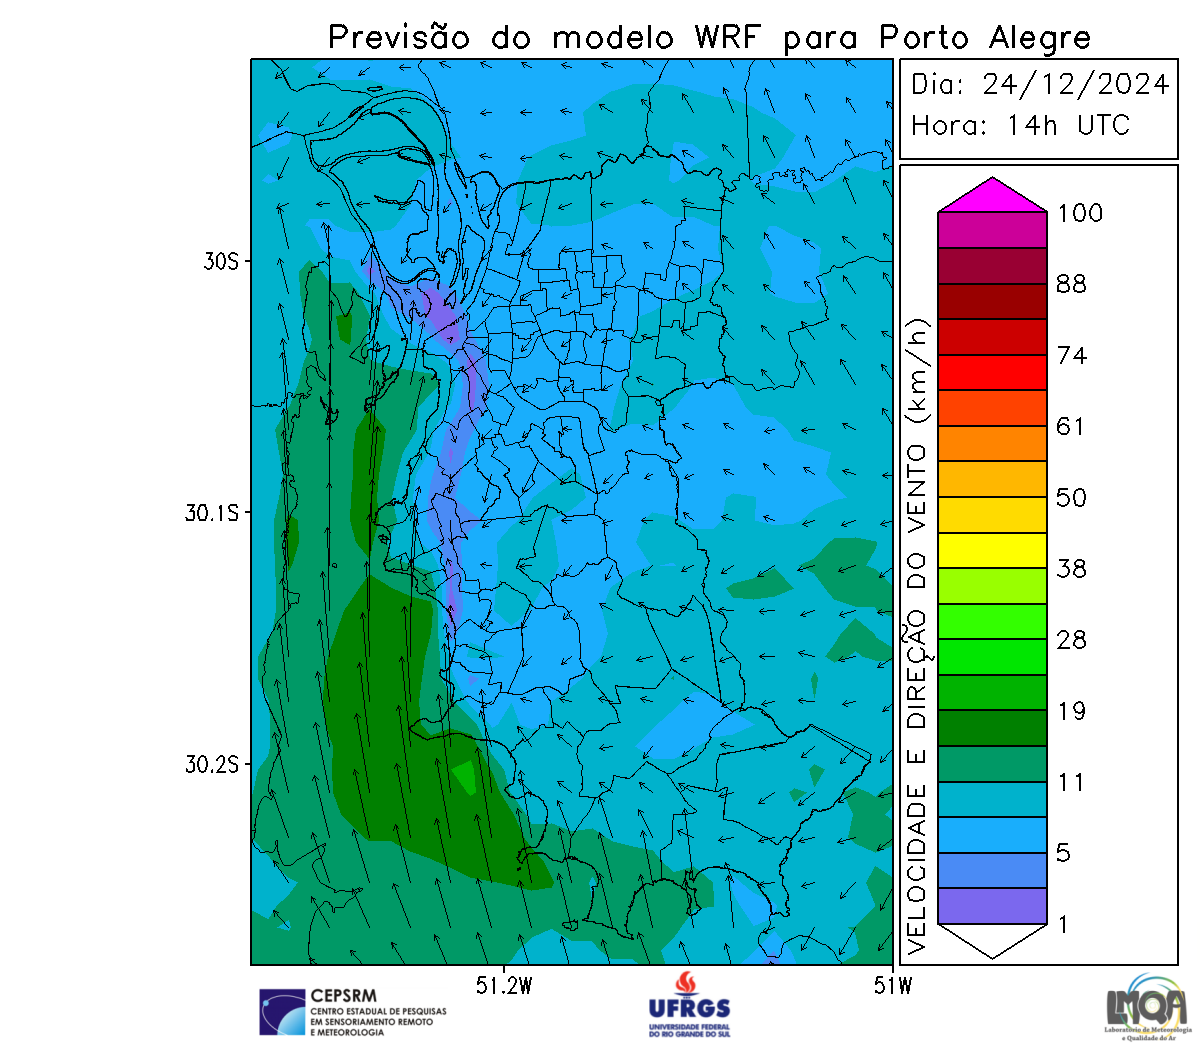 Previsão do modelo WRF para Porto Alegre
Dia: 24/12/2024
Hora: 14h UTC
30S
30.1S
30.2S
51.2W
51W
VELOCIDADE E DIREÇÃO DO VENTO (km/h)
100
88
74
61
50
38
28
19
11
5
1
CEPSRM
CENTRO ESTADUAL DE PESQUISAS
EM SENSORIAMENTO REMOTO
E METEOROLOGIA
UFRGS
UNIVERSIDADE FEDERAL
DO RIO GRANDE DO SUL
LMQA
Laboratório de Meteorologia
e Qualidade do Ar